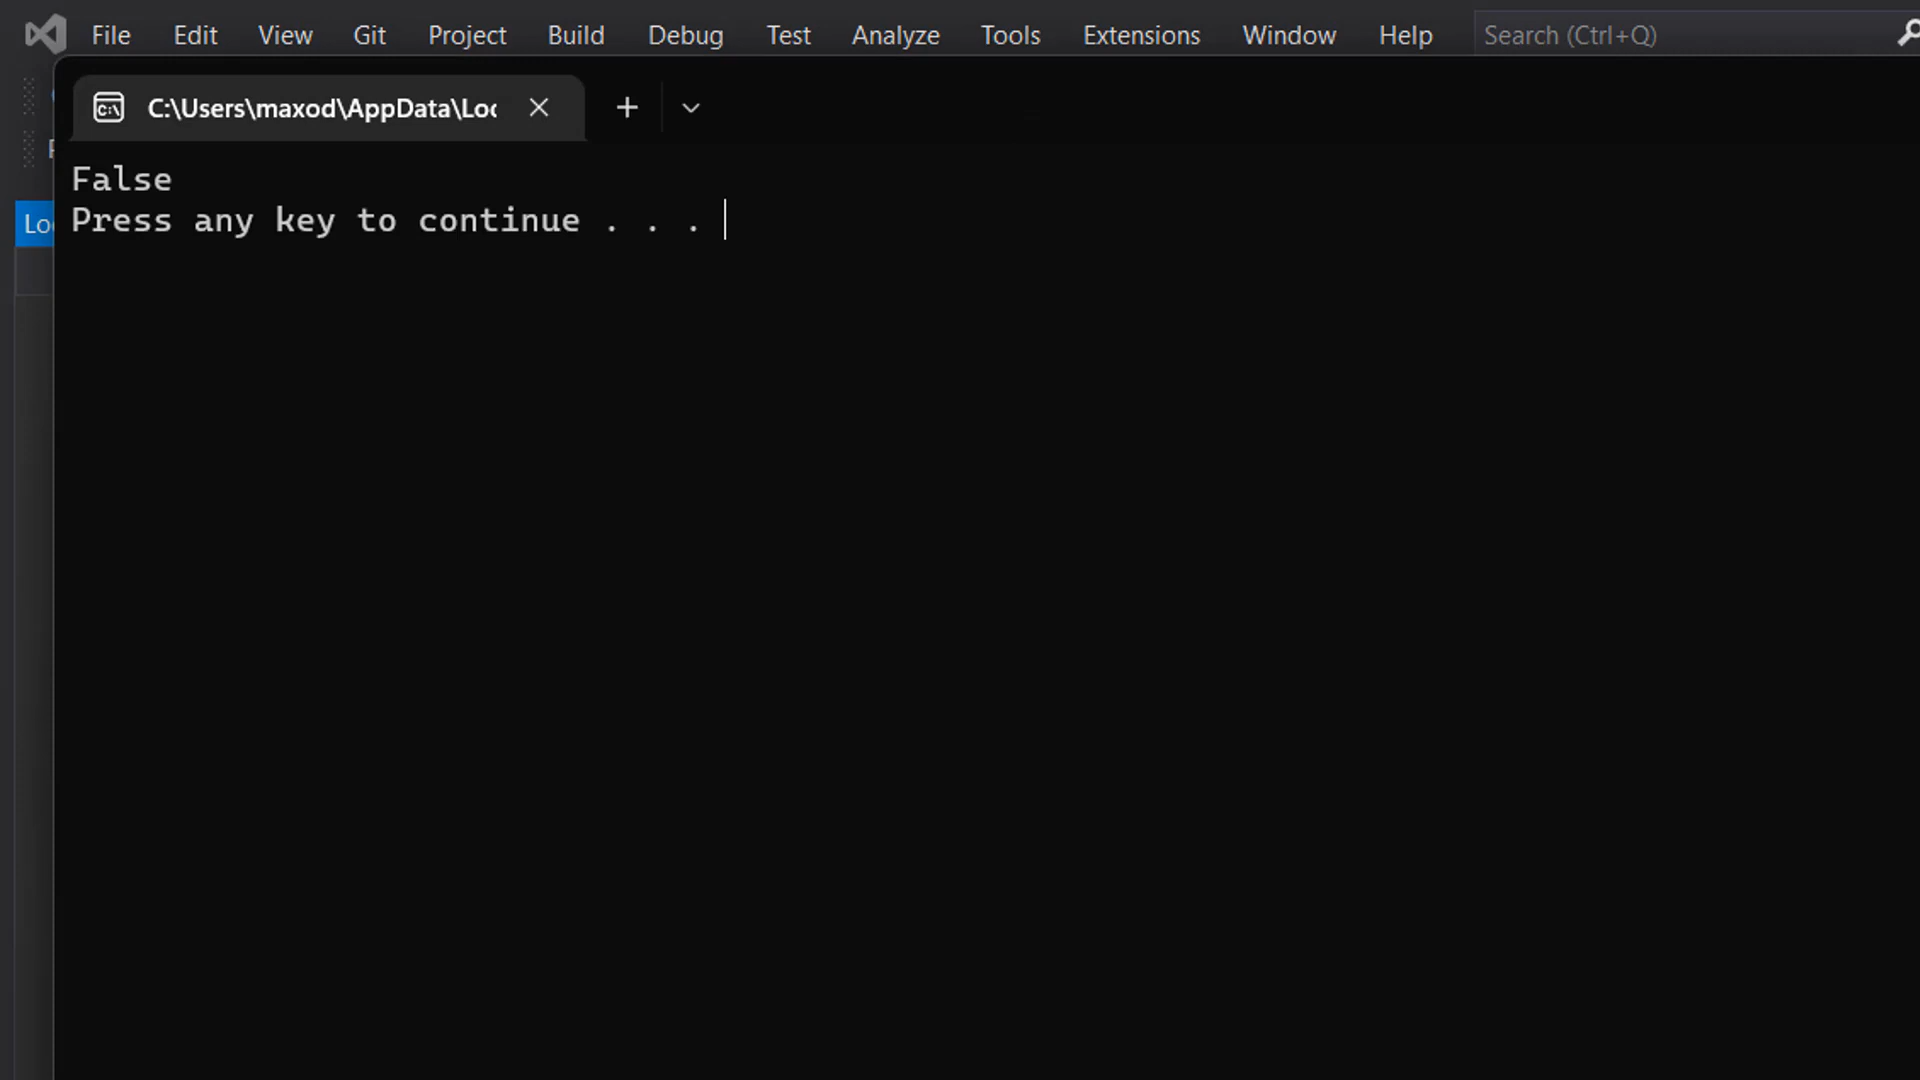 File Edit View Git Project Build Debug Test Analyze Tools Extensions Window Help Search (Ctrl+Q)
C:\Users\maxod\AppData\Loc
False
Press any key to continue . . .
Loc